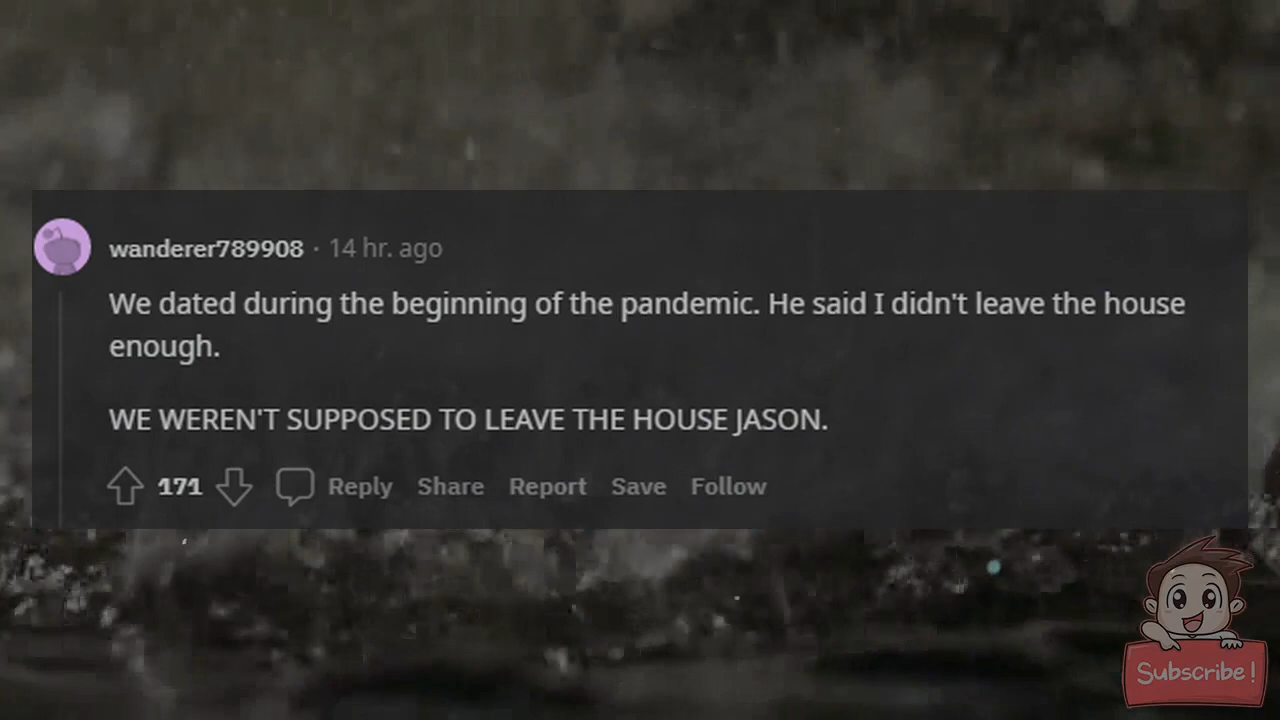 wanderer789908 · 14 hr. ago
We dated during the beginning of the pandemic. He said I didn't leave the house
enough.
WE WEREN'T SUPPOSED TO LEAVE THE HOUSE JASON.
171 Reply Share Report Save Follow
Subscribe!